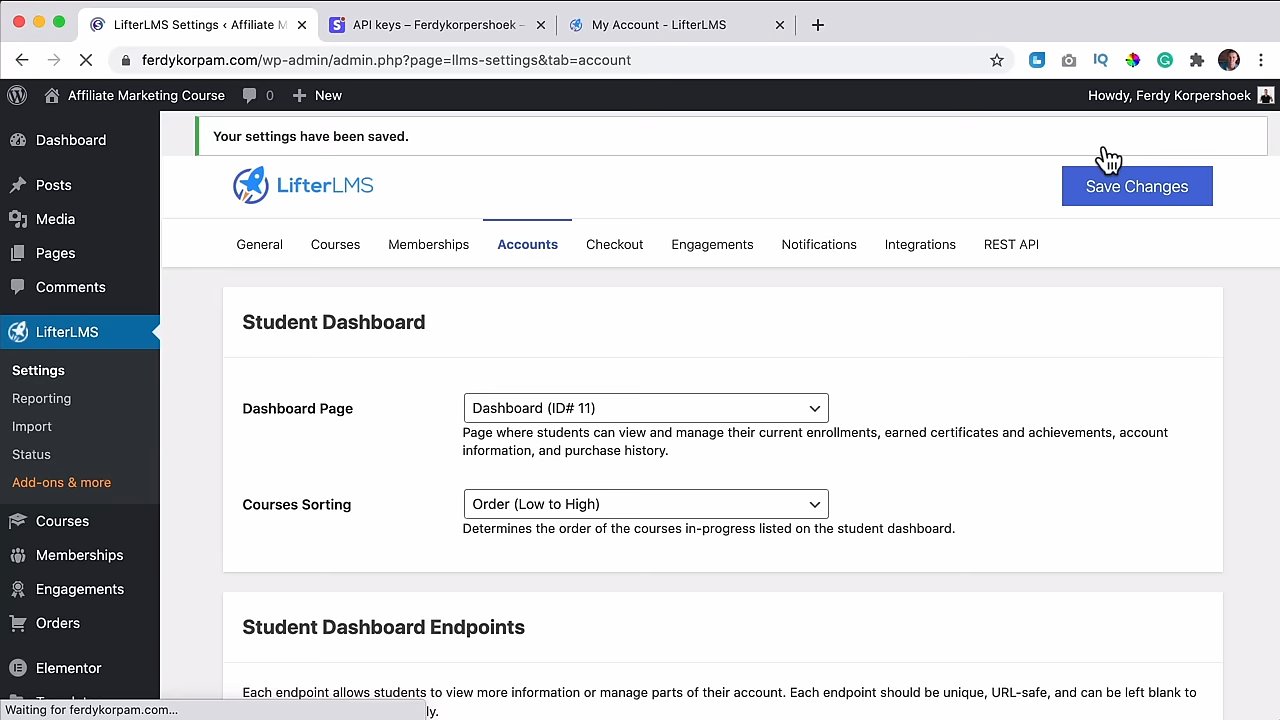 LifterLMS Settings ‹ Affiliate M
API keys – Ferdykorpershoek –
My Account - LifterLMS
ferdykorpam.com/wp-admin/admin.php?page=llms-settings&tab=account
IQ
Affiliate Marketing Course
0
New
Howdy, Ferdy Korpershoek
Dashboard
Posts
Media
Pages
Comments
LifterLMS
Settings
Reporting
Import
Status
Add-ons & more
Courses
Memberships
Engagements
Orders
Elementor
Your settings have been saved.
LifterLMS
Save Changes
General
Courses
Memberships
Accounts
Checkout
Engagements
Notifications
Integrations
REST API
Student Dashboard
Dashboard Page
Dashboard (ID# 11)
Page where students can view and manage their current enrollments, earned certificates and achievements, account
information, and purchase history.
Courses Sorting
Order (Low to High)
Determines the order of the courses in-progress listed on the student dashboard.
Student Dashboard Endpoints
Each endpoint allows students to view more information or manage parts of their account. Each endpoint should be unique, URL-safe, and can be left blank to
ly.
Waiting for ferdykorpam.com...